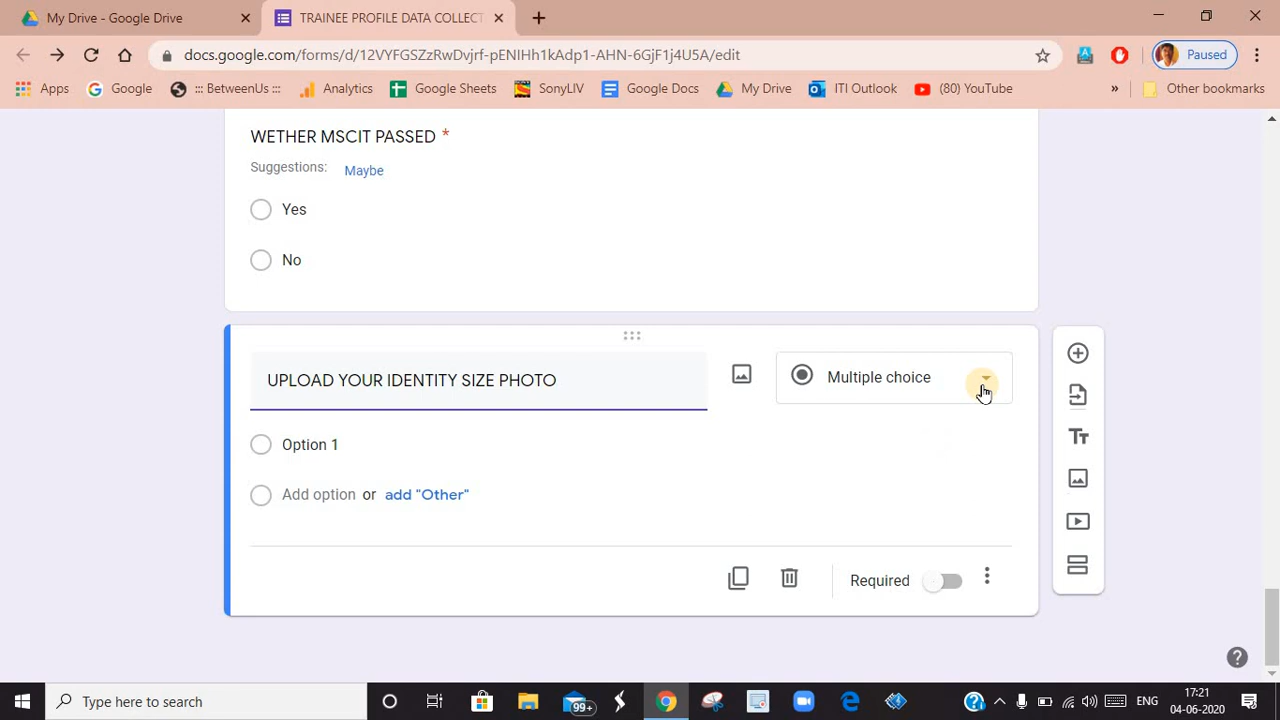 My Drive - Google Drive
TRAINEE PROFILE DATA COLLECT
docs.google.com/forms/d/12VYFGSZzRwDvjrf-pENIHh1kAdp1-AHN-6GjF1j4U5A/edit
Paused
Apps
Google
::: BetweenUs :::
Analytics
Google Sheets
SonyLIV
Google Docs
My Drive
ITI Outlook
(80) YouTube
»
Other bookmarks
WETHER MSCIT PASSED *
Suggestions: Maybe
Yes
No
UPLOAD YOUR IDENTITY SIZE PHOTO
Multiple choice
Option 1
Add option or add "Other"
Required
Type here to search
99+
ENG
17:21
04-06-2020